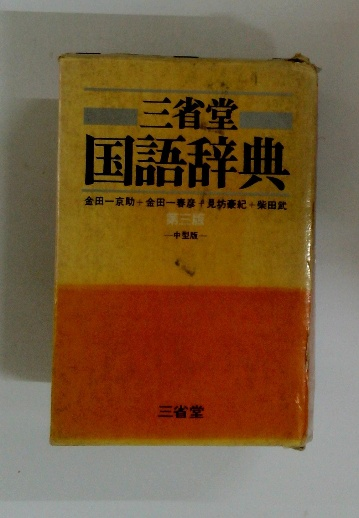 三省堂
国語辞典
金田一京助+金田一春彦+見坊豪紀+柴田武
第三版
—中型版—
三省堂